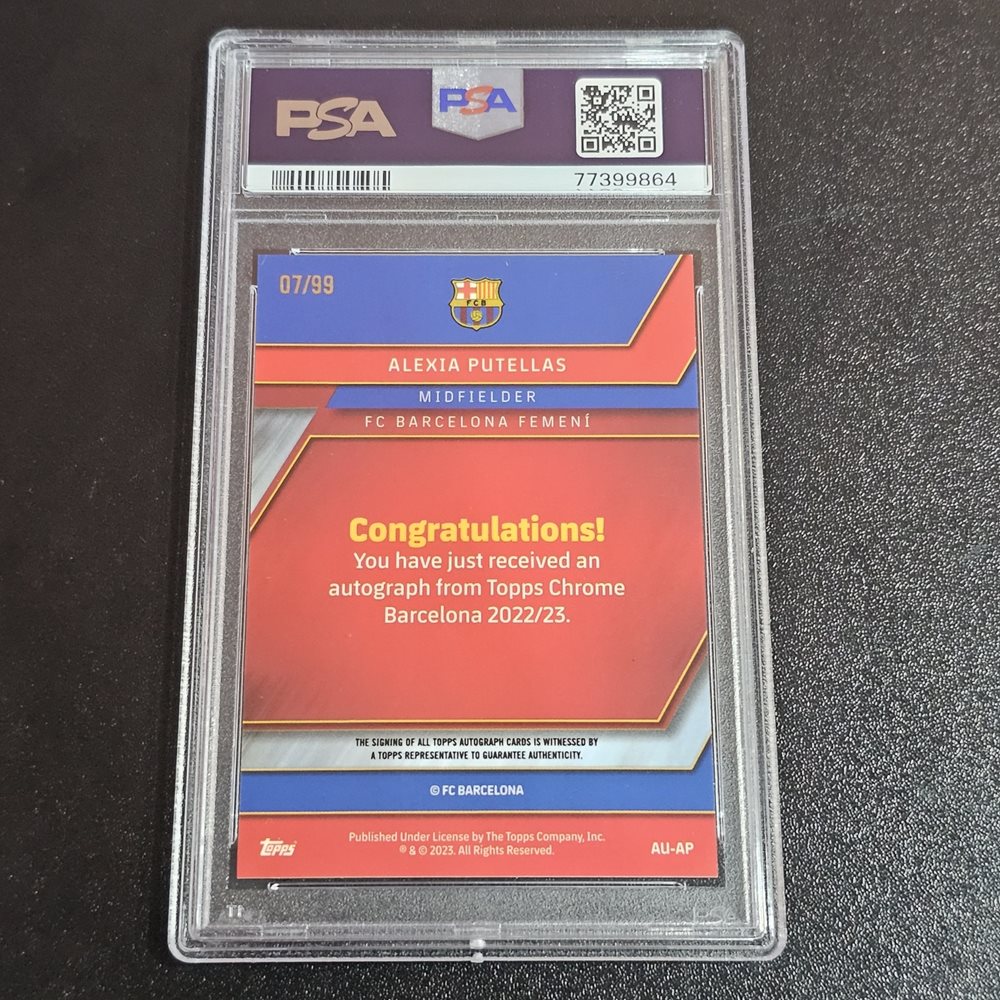 PSA
PSA
77399864
07/99
FCB
ALEXIA PUTELLAS
MIDFIELDER
FC BARCELONA FEMENÍ
Congratulations!
You have just received an
autograph from Topps Chrome
Barcelona 2022/23.
THE SIGNING OF ALL TOPPS AUTOGRAPH CARDS IS WITNESSED BY
A TOPPS REPRESENTATIVE TO GUARANTEE AUTHENTICITY.
© FC BARCELONA
Published Under License by The Topps Company, Inc.
® & © 2023. All Rights Reserved.
topps
AU-AP